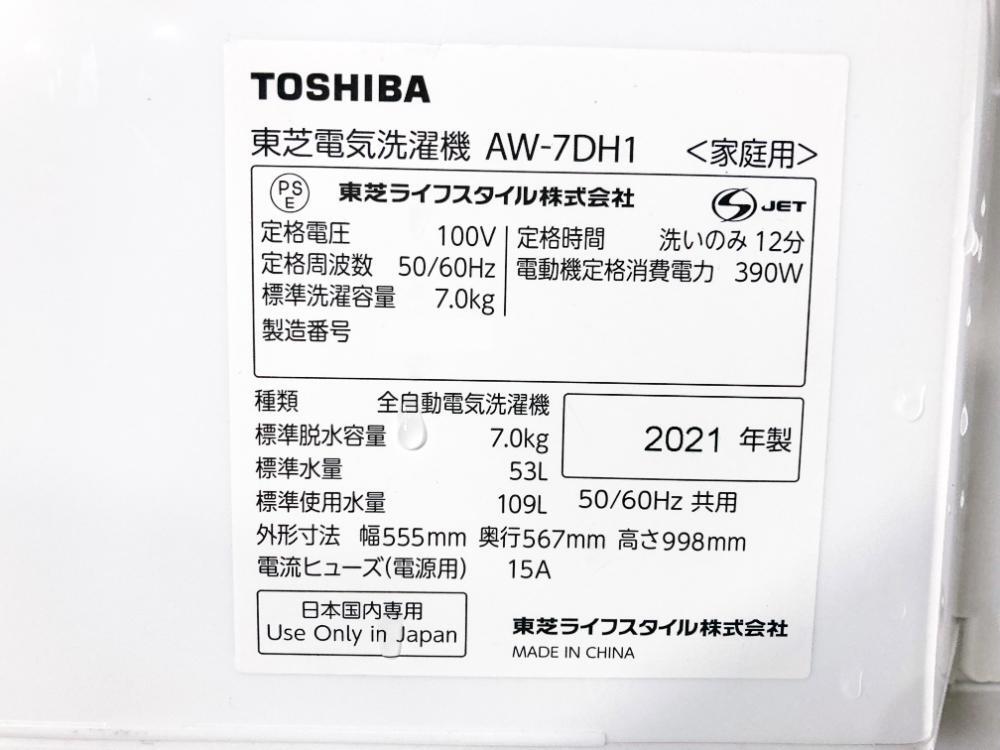 TOSHIBA
東芝電気洗濯機 AW-7DH1 <家庭用>
PS E 東芝ライフスタイル株式会社 S JET
定格電圧 100V
定格周波数 50/60Hz
標準洗濯容量 7.0kg
定格時間 洗いのみ 12分
電動機定格消費電力 390W
製造番号
種類 全自動電気洗濯機
標準脱水容量 7.0kg
標準水量 53L
標準使用水量 109L
2021 年製
50/60Hz 共用
外形寸法 幅555mm 奥行567mm 高さ998mm
電流ヒューズ(電源用) 15A
日本国内専用
Use Only in Japan
東芝ライフスタイル株式会社
MADE IN CHINA